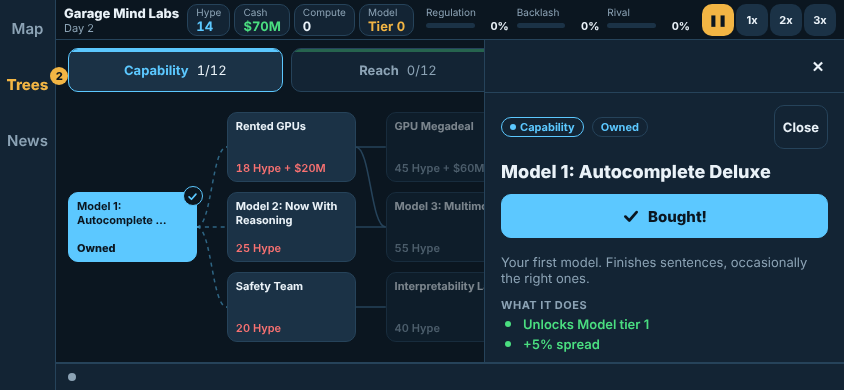 Map
Trees
2
News
Garage Mind Labs
Day 2
Hype
14
Cash
$70M
Compute
0
Model
Tier 0
Regulation
0%
Backlash
0%
Rival
0%
1x
2x
3x
Capability 1/12
Reach 0/12
Model 1:
Autocomplete ...
Owned
Rented GPUs
18 Hype + $20M
Model 2: Now With
Reasoning
25 Hype
Safety Team
20 Hype
GPU Megadeal
45 Hype + $60M
Model 3:
55 Hype
Interpretability
40 Hype
Capability
Owned
Close
Model 1: Autocomplete Deluxe
Bought!
Your first model. Finishes sentences, occasionally
the right ones.
WHAT IT DOES
Unlocks Model tier 1
+5% spread